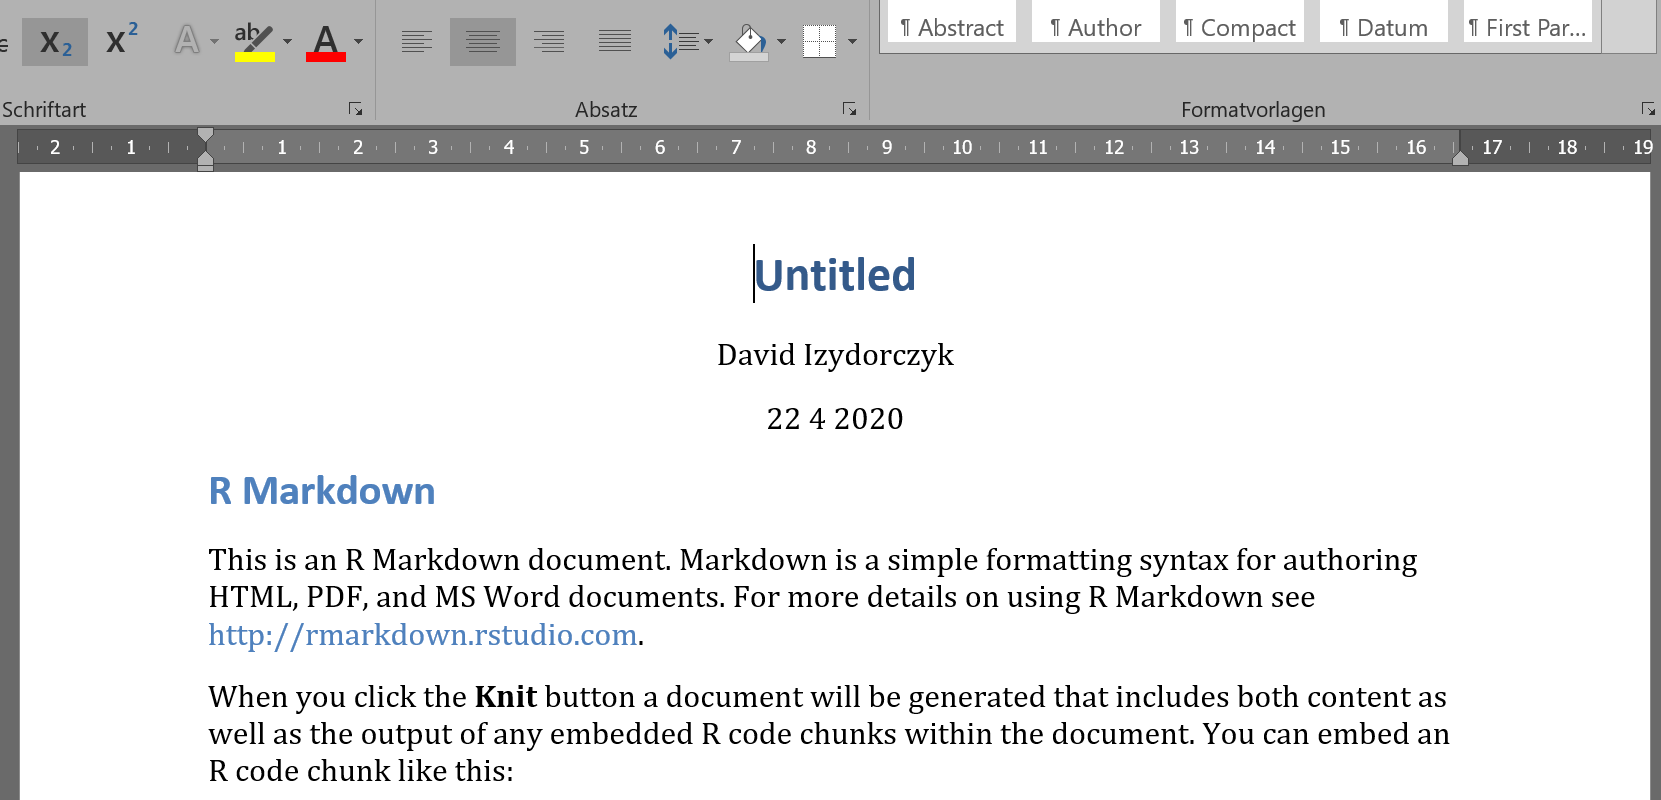 X₂ X² A ab A
¶ Abstract ¶ Author ¶ Compact ¶ Datum ¶ First Par...
Schriftart Absatz Formatvorlagen
2 1 1 2 3 4 5 6 7 8 9 10 11 12 13 14 15 16 17 18 19
Untitled
David Izydorczyk
22 4 2020
R Markdown
This is an R Markdown document. Markdown is a simple formatting syntax for authoring
HTML, PDF, and MS Word documents. For more details on using R Markdown see
http://rmarkdown.rstudio.com.
When you click the Knit button a document will be generated that includes both content as
well as the output of any embedded R code chunks within the document. You can embed an
R code chunk like this: